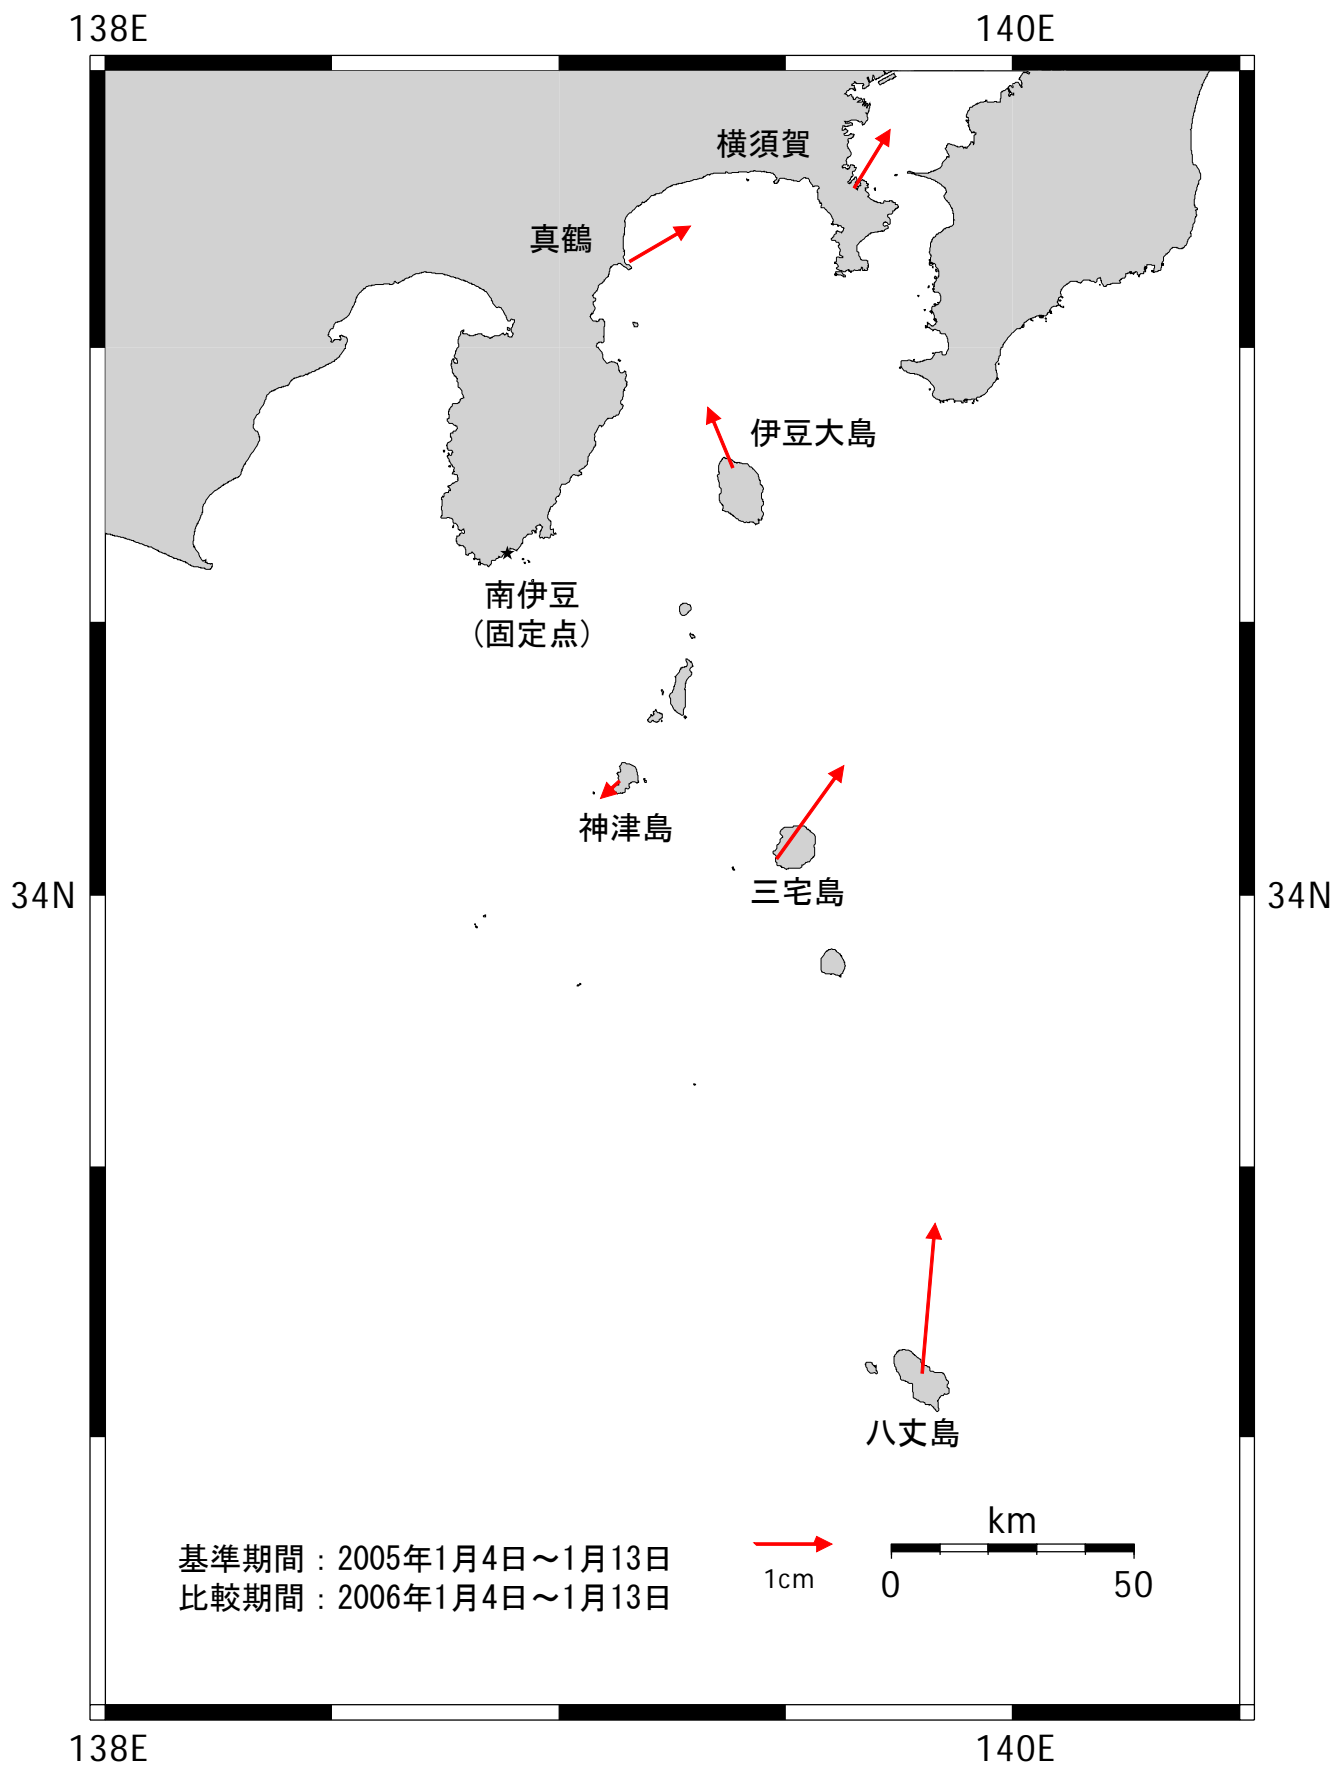 138E
140E
横須賀
真鶴
伊豆大島
南伊豆
(固定点)
神津島
三宅島
34N
34N
八丈島
km
基準期間：2005年1月4日～1月13日
1cm
0
50
比較期間：2006年1月4日～1月13日
138E
140E